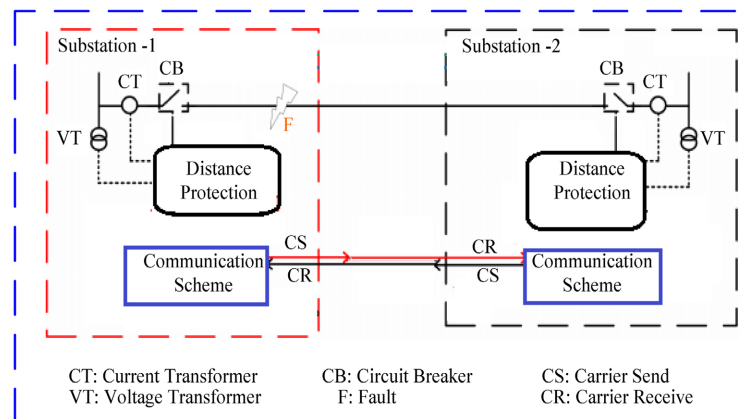 Substation -1
Substation -2
CT
CB
CB
CT
VT
F
VT
Distance
Protection
Distance
Protection
CS
CR
Communication
Scheme
CR
CS
Communication
Scheme
CT: Current Transformer
CB: Circuit Breaker
CS: Carrier Send
VT: Voltage Transformer
F: Fault
CR: Carrier Receive